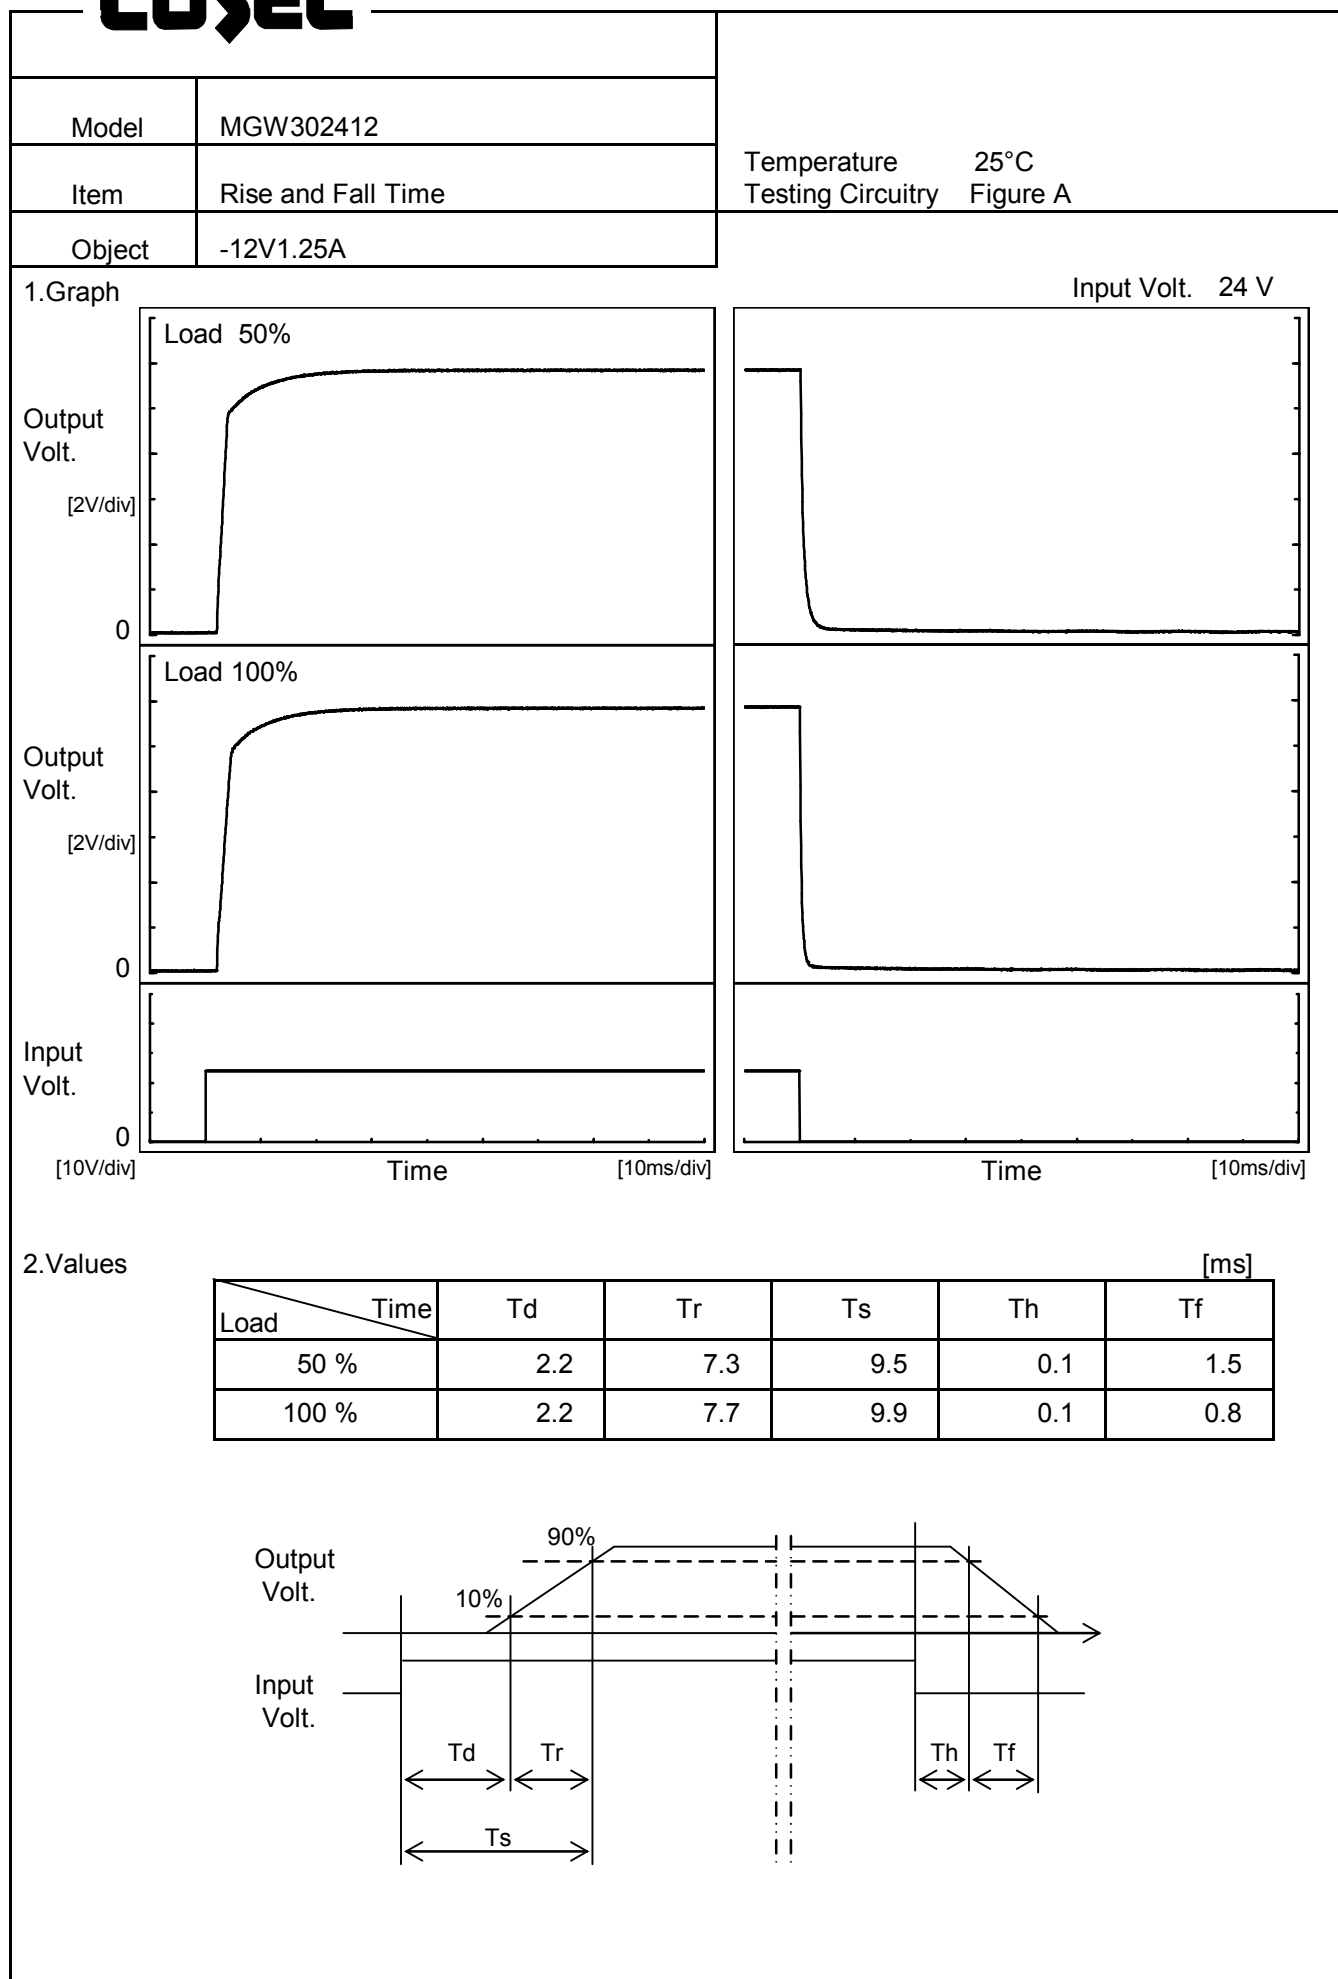 COSEL
Model MGW302412
Item Rise and Fall Time
Temperature 25°C
Testing Circuitry Figure A
Object -12V1.25A
1.Graph
Input Volt. 24 V
Load 50%
Output
Volt.
[2V/div]
0
Load 100%
Output
Volt.
[2V/div]
0
Input
Volt.
0
[10V/div] Time [10ms/div] Time [10ms/div]
2.Values [ms]
Time Td Tr Ts Th Tf
Load
50 % 2.2 7.3 9.5 0.1 1.5
100 % 2.2 7.7 9.9 0.1 0.8
90%
Output
Volt.
10%
Input
Volt.
Td Tr Th Tf
Ts